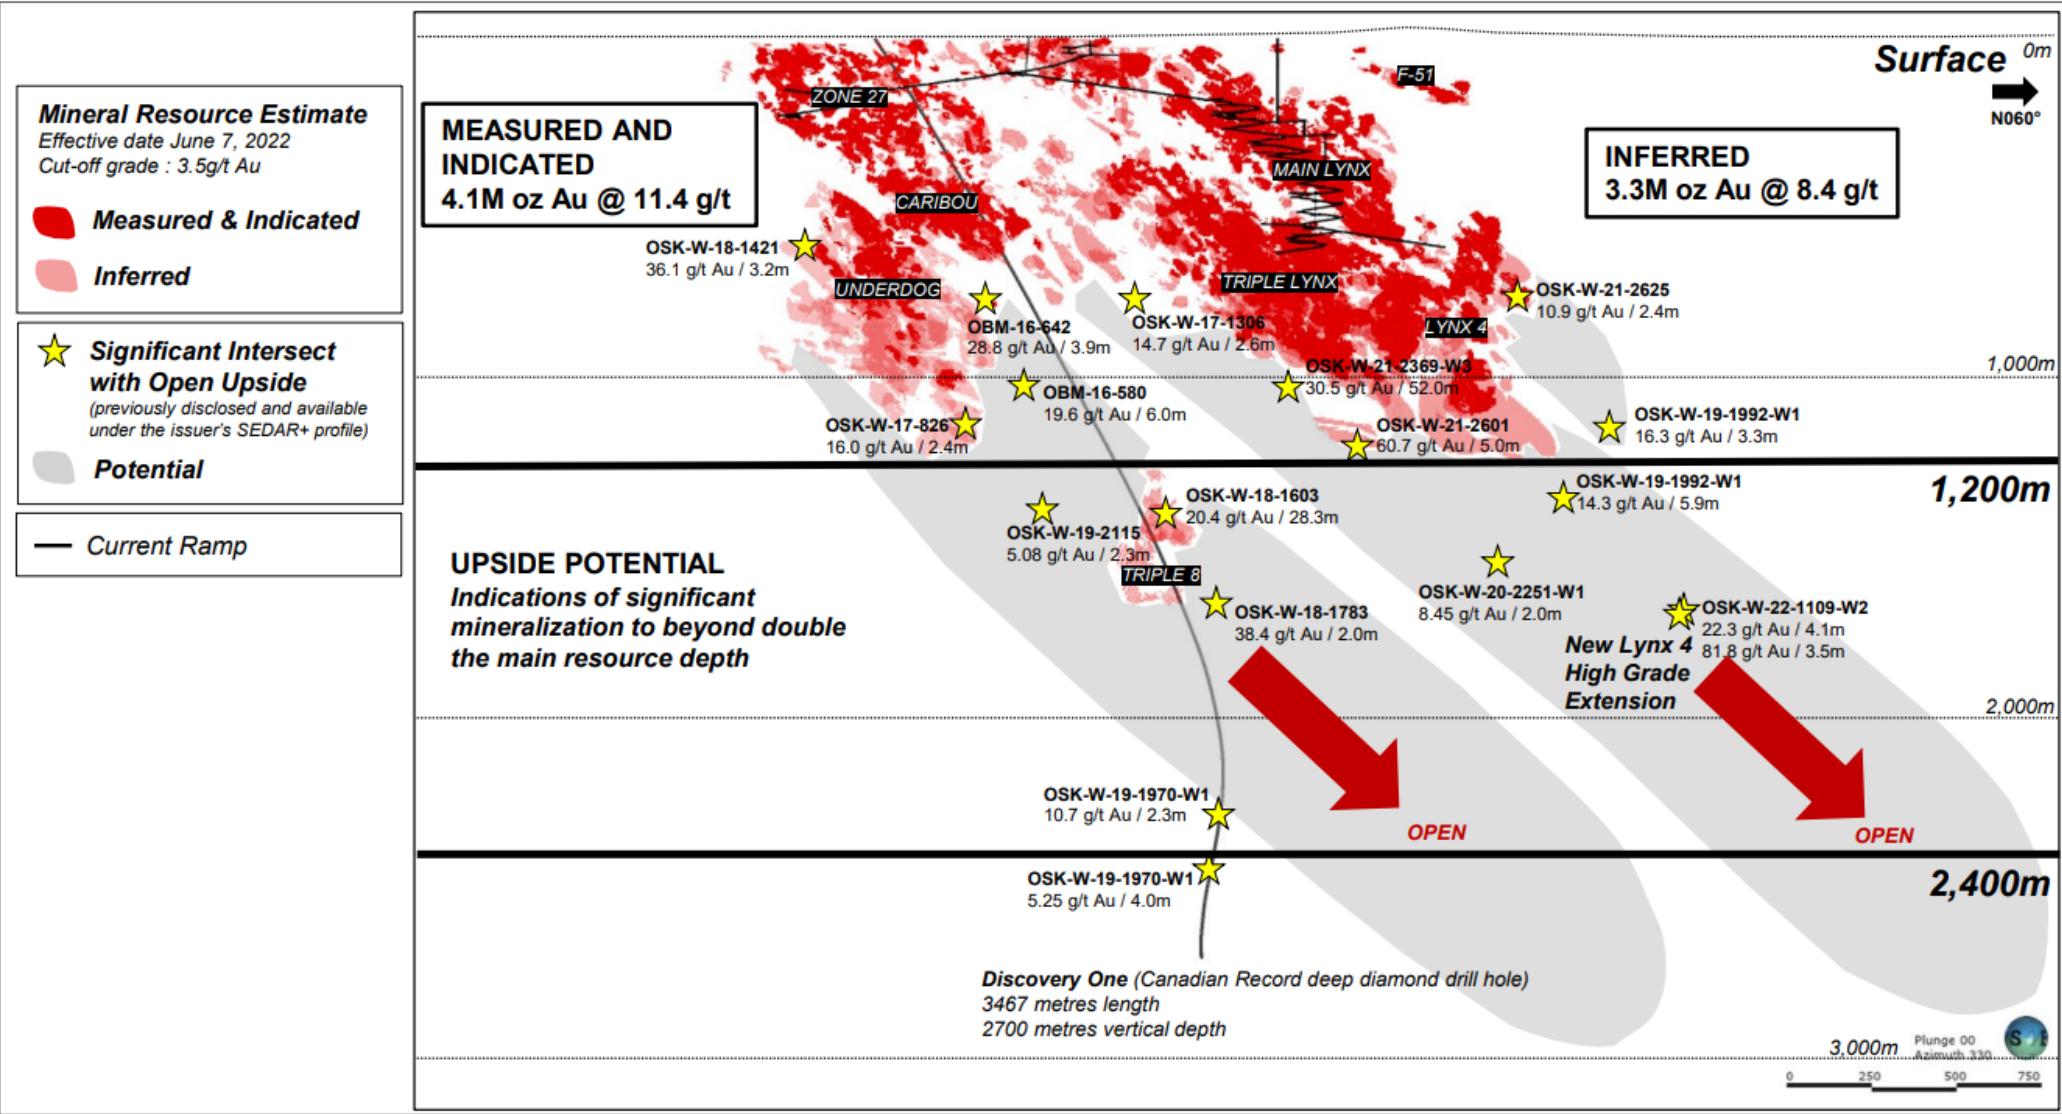 Mineral Resource Estimate
Effective date June 7, 2022
Cut-off grade : 3.5g/t Au
Measured & Indicated
Inferred
Significant Intersect
with Open Upside
(previously disclosed and available
under the issuer's SEDAR+ profile)
Potential
Current Ramp
Surface 0m
N060°
MEASURED AND
INDICATED
4.1M oz Au @ 11.4 g/t
INFERRED
3.3M oz Au @ 8.4 g/t
ZONE 27
F-51
MAIN LYNX
CARIBOU
UNDERDOG
TRIPLE LYNX
LYNX 4
OSK-W-18-1421
36.1 g/t Au / 3.2m
OBM-16-642
28.8 g/t Au / 3.9m
OSK-W-17-1306
14.7 g/t Au / 2.6m
OSK-W-21-2625
10.9 g/t Au / 2.4m
1,000m
OSK-W-21-2369-W3
30.5 g/t Au / 52.0m
OBM-16-580
19.6 g/t Au / 6.0m
OSK-W-17-826
16.0 g/t Au / 2.4m
OSK-W-21-2601
60.7 g/t Au / 5.0m
OSK-W-19-1992-W1
16.3 g/t Au / 3.3m
1,200m
OSK-W-19-1992-W1
14.3 g/t Au / 5.9m
OSK-W-18-1603
20.4 g/t Au / 28.3m
OSK-W-19-2115
5.08 g/t Au / 2.3m
TRIPLE 8
UPSIDE POTENTIAL
Indications of significant
mineralization to beyond double
the main resource depth
OSK-W-18-1783
38.4 g/t Au / 2.0m
OSK-W-20-2251-W1
8.45 g/t Au / 2.0m
OSK-W-22-1109-W2
22.3 g/t Au / 4.1m
81.8 g/t Au / 3.5m
New Lynx 4
High Grade
Extension
2,000m
OSK-W-19-1970-W1
10.7 g/t Au / 2.3m
OPEN
OPEN
2,400m
OSK-W-19-1970-W1
5.25 g/t Au / 4.0m
Discovery One (Canadian Record deep diamond drill hole)
3467 metres length
2700 metres vertical depth
3,000m
Plunge 00
Azimuth 330
S
0 250 500 750